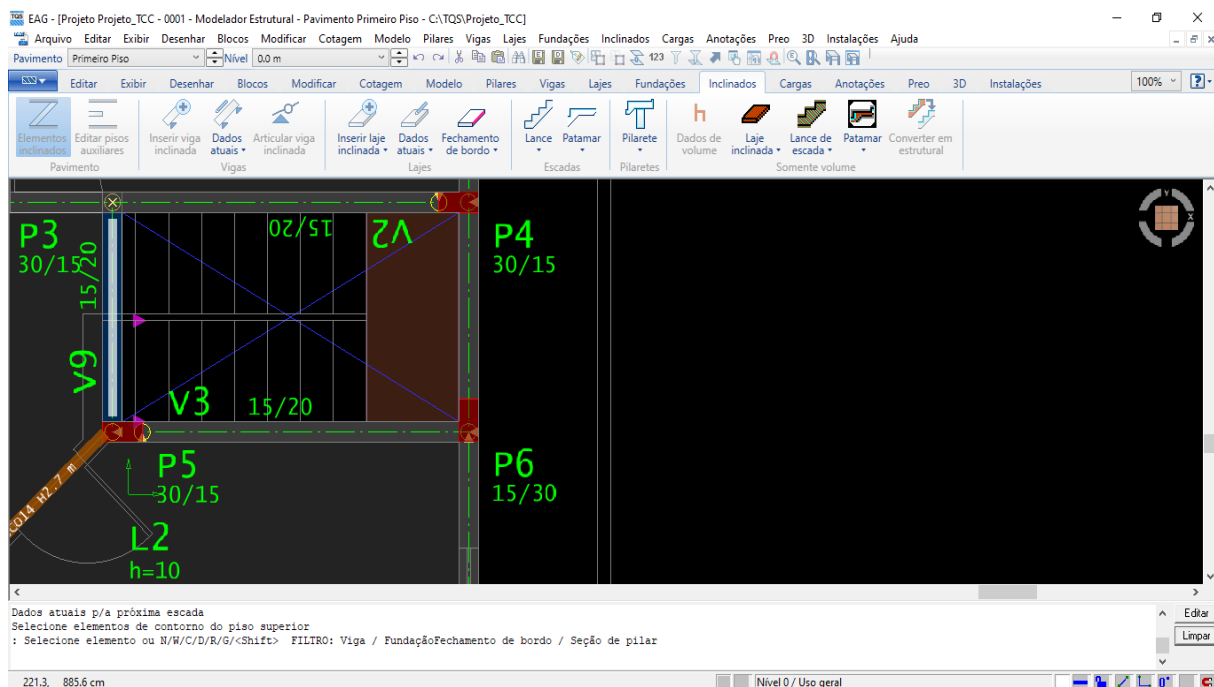 TQS EAG - [Projeto Projeto_TCC - 0001 - Modelador Estrutural - Pavimento Primeiro Piso - C:\TQS\Projeto_TCC]
Arquivo Editar Exibir Desenhar Blocos Modificar Cotagem Modelo Pilares Vigas Lajes Fundações Inclinados Cargas Anotações Preo 3D Instalações Ajuda
Pavimento Primeiro Piso Nível 0.0 m 123
Editar Exibir Desenhar Blocos Modificar Cotagem Modelo Pilares Vigas Lajes Fundações Inclinados Cargas Anotações Preo 3D Instalações 100% ?
Elementos inclinados
Editar pisos auxiliares
Inserir viga inclinada
Dados atuais
Articular viga inclinada
Inserir laje inclinada
Dados atuais
Fechamento de bordo
Lance
Patamar
Pilarete
h
Dados de volume
Laje inclinada
Lance de escada
Patamar
Converter em estrutural
Pavimento Vigas Lajes Escadas Pilaretes Somente volume
Y
X
P3
30/15
15/20
V2
P4
30/15
15/20
V9
V3
15/20
P5
30/15
P6
15/30
CO14 H2.7 m
L2
h=10
Dados atuais p/a próxima escada
Selecione elementos de contorno do piso superior
: Selecione elemento ou N/W/C/D/R/G/<Shift> FILTRO: Viga / FundaçãoFechamento de bordo / Seção de pilar
Editar
Limpar
221.3, 885.6 cm
Nível 0 / Uso geral
0°